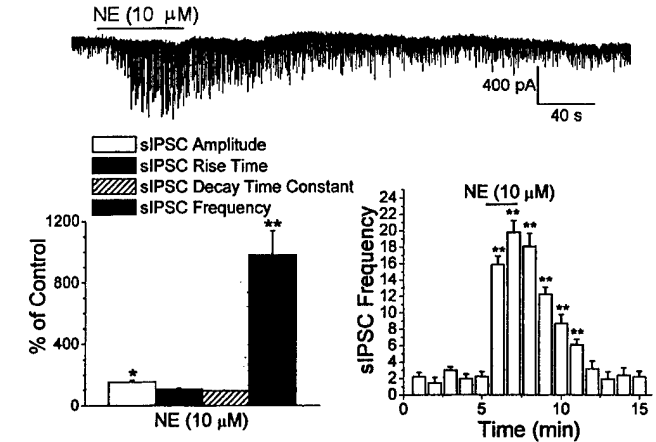 NE (10 μM)
400 pA
40 s
sIPSC Amplitude
sIPSC Rise Time
sIPSC Decay Time Constant
sIPSC Frequency
% of Control
1200
800
400
0
*
**
NE (10 μM)
NE (10 μM)
sIPSC Frequency
24
22
20
18
16
14
12
10
8
6
4
2
0
** ** ** ** ** **
0 5 10 15
Time (min)